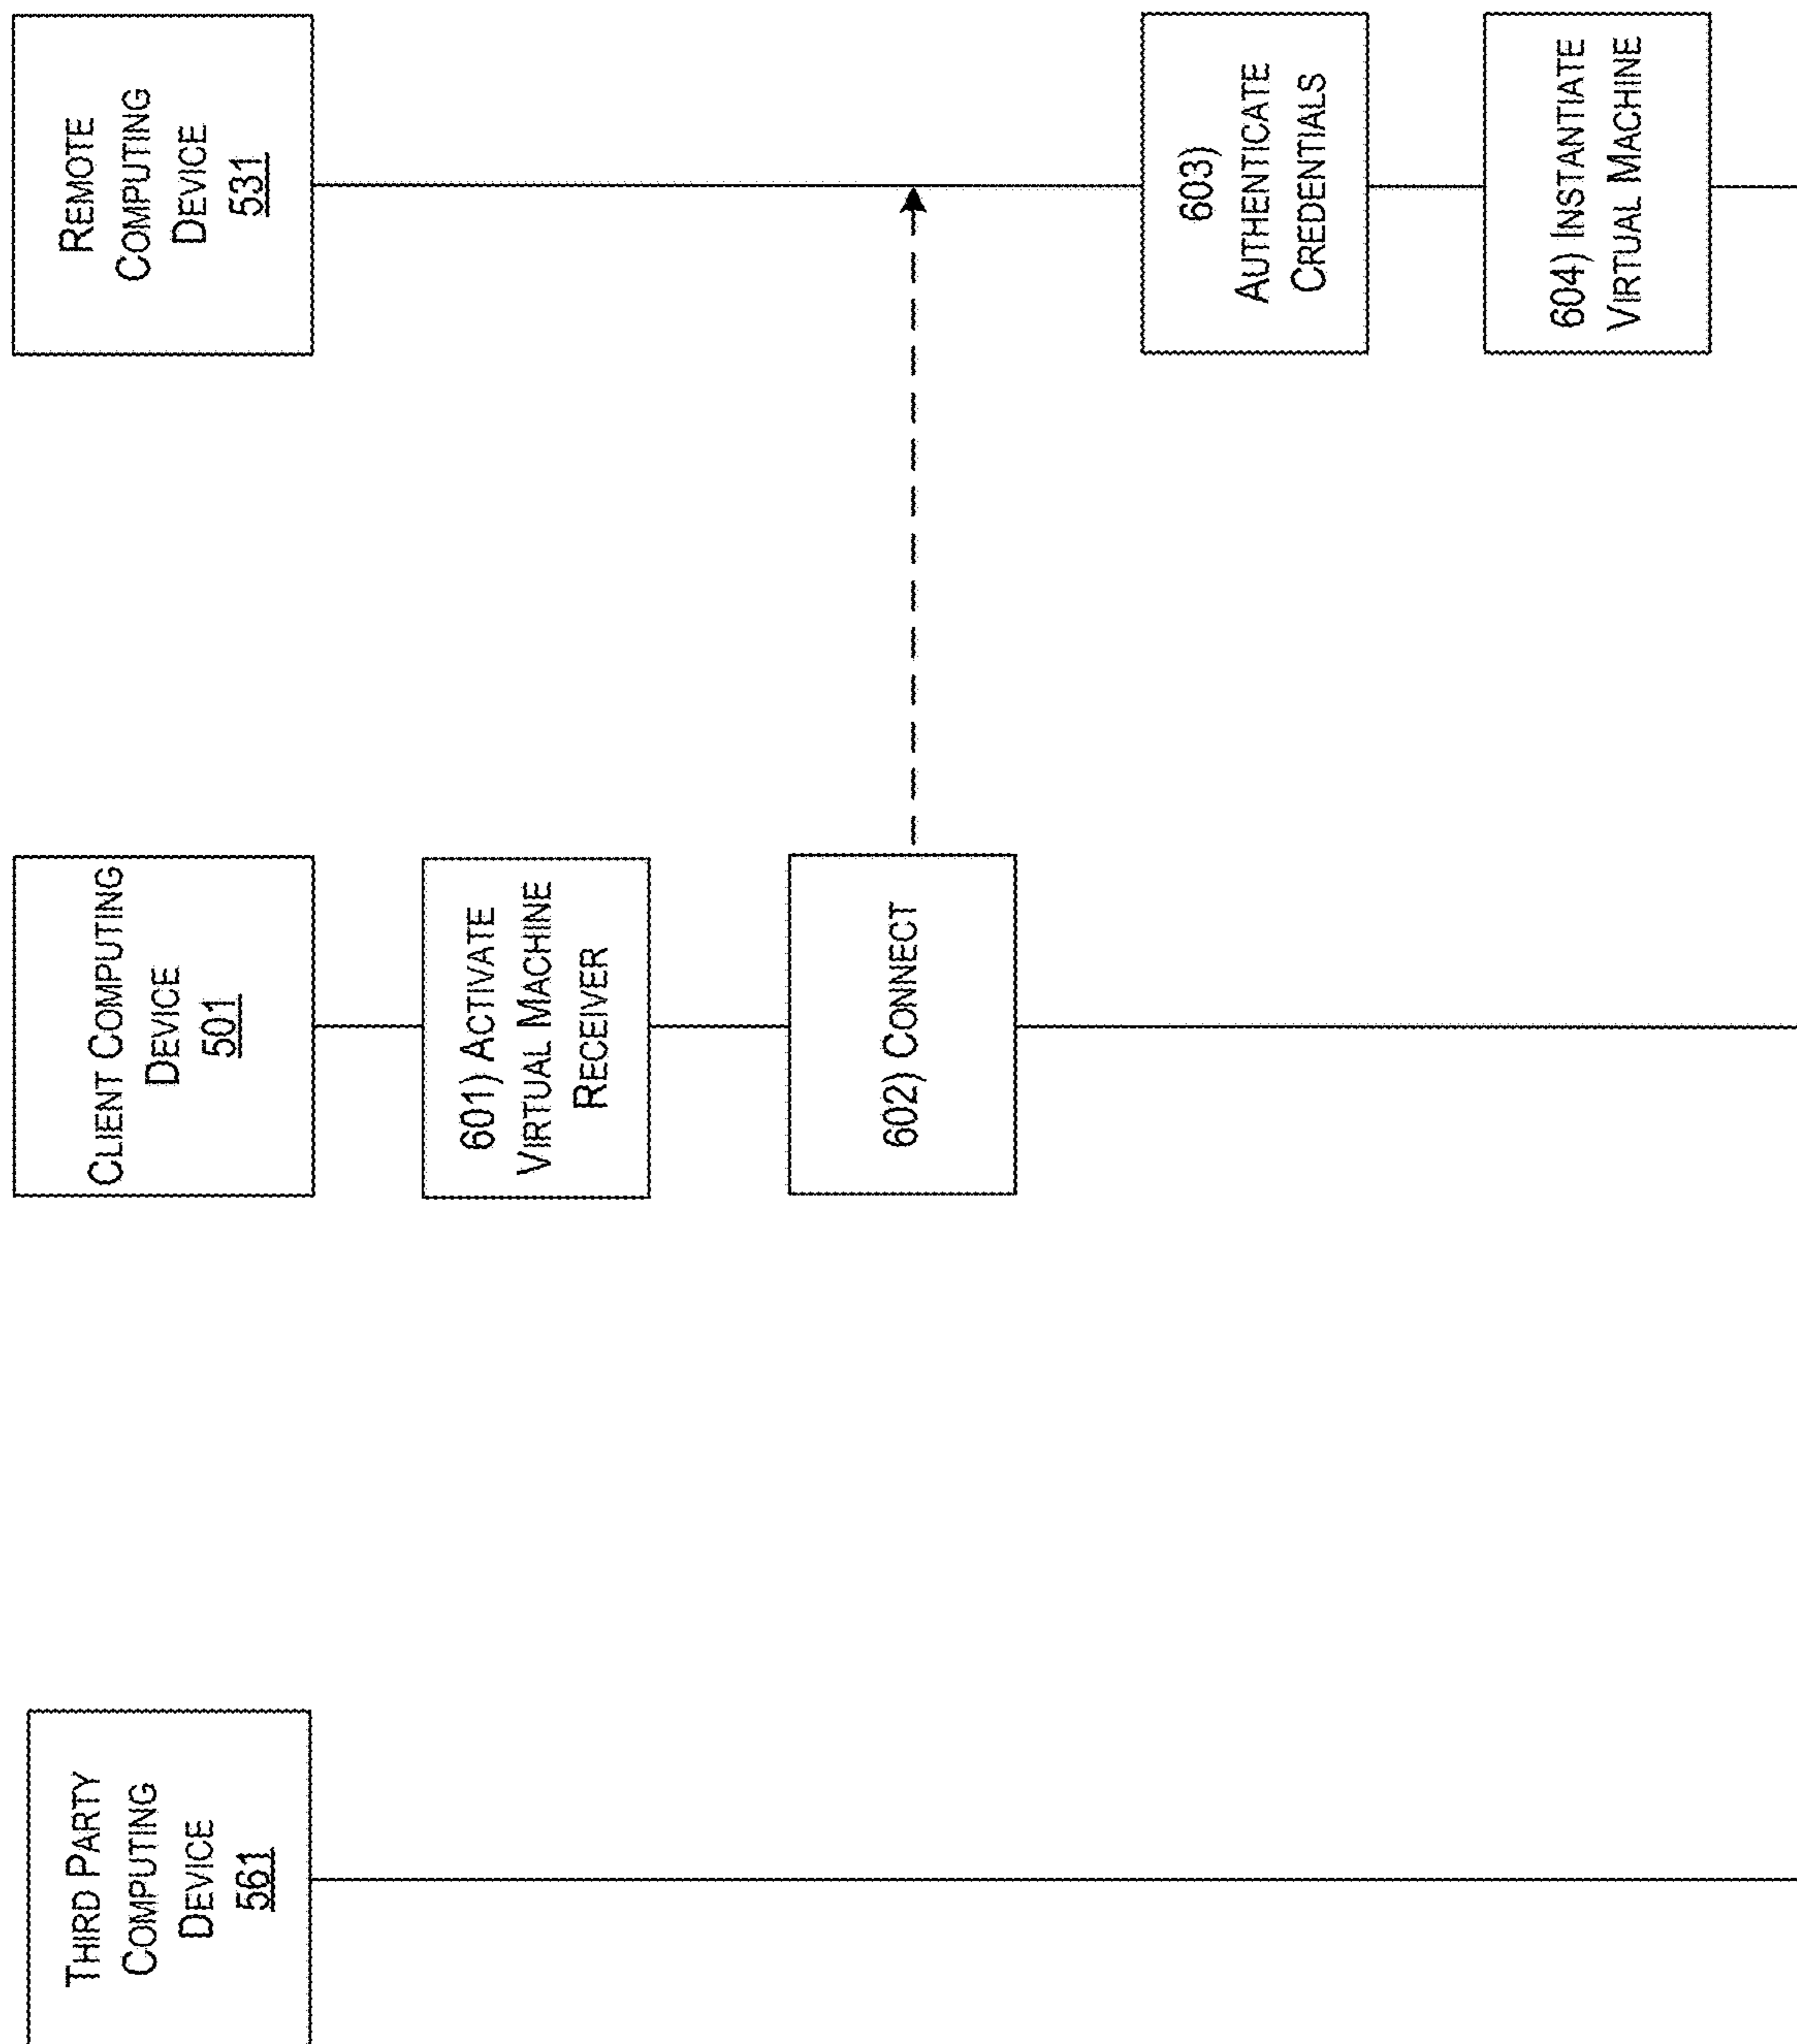 THIRD PARTY
COMPUTING
DEVICE
561
CLIENT COMPUTING
DEVICE
501
REMOTE
COMPUTING
DEVICE
531
601) ACTIVATE
VIRTUAL MACHINE
RECEIVER
602) CONNECT
603)
AUTHENTICATE
CREDENTIALS
604) INSTANTIATE
VIRTUAL MACHINE